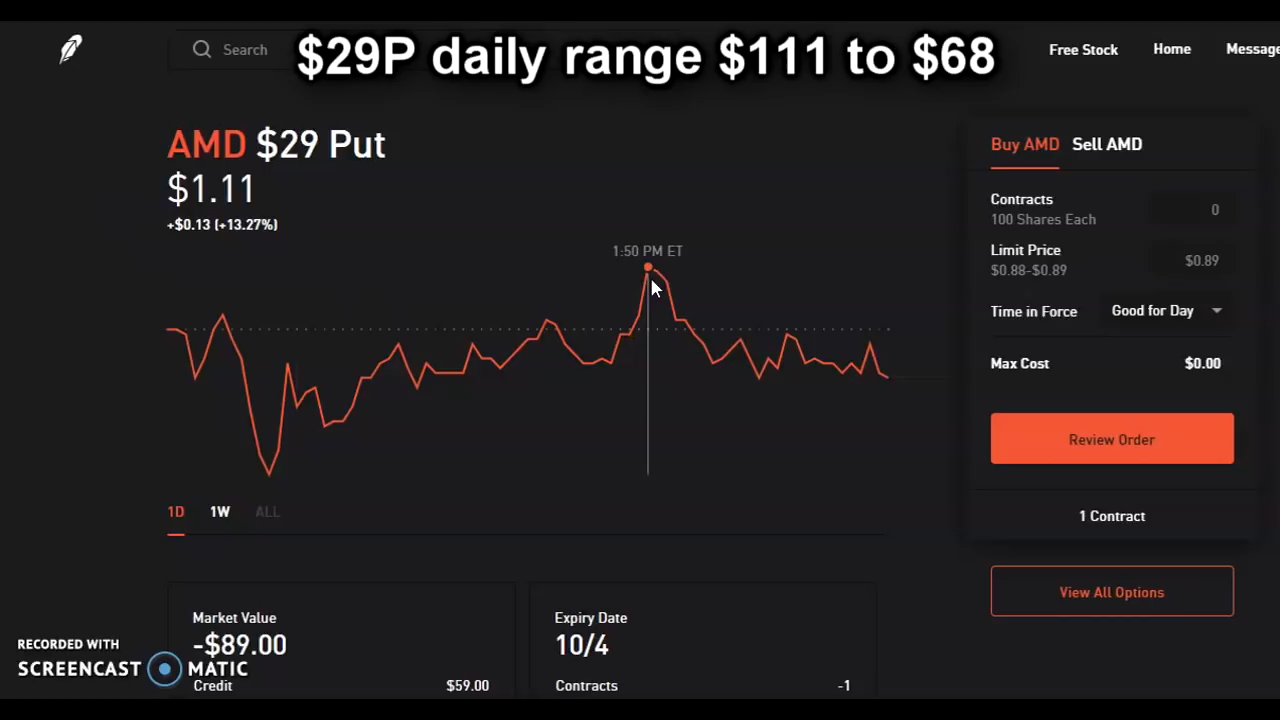 $29P daily range $111 to $68
Search
Free Stock
Home
Message
AMD $29 Put
$1.11
+$0.13 (+13.27%)
1:50 PM ET
1D
1W
ALL
Buy AMD
Sell AMD
Contracts
100 Shares Each
0
Limit Price
$0.88-$0.89
$0.89
Time in Force
Good for Day
Max Cost
$0.00
Review Order
1 Contract
View All Options
Market Value
-$89.00
Credit
$59.00
Expiry Date
10/4
Contracts
-1
RECORDED WITH
SCREENCAST MATIC